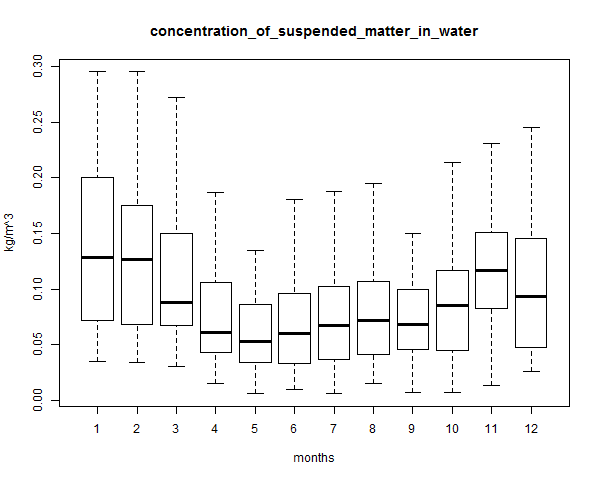 concentration_of_suspended_matter_in_water
kg/m^3
0.30
0.25
0.20
0.15
0.10
0.05
0.00
1 2 3 4 5 6 7 8 9 10 11 12
months